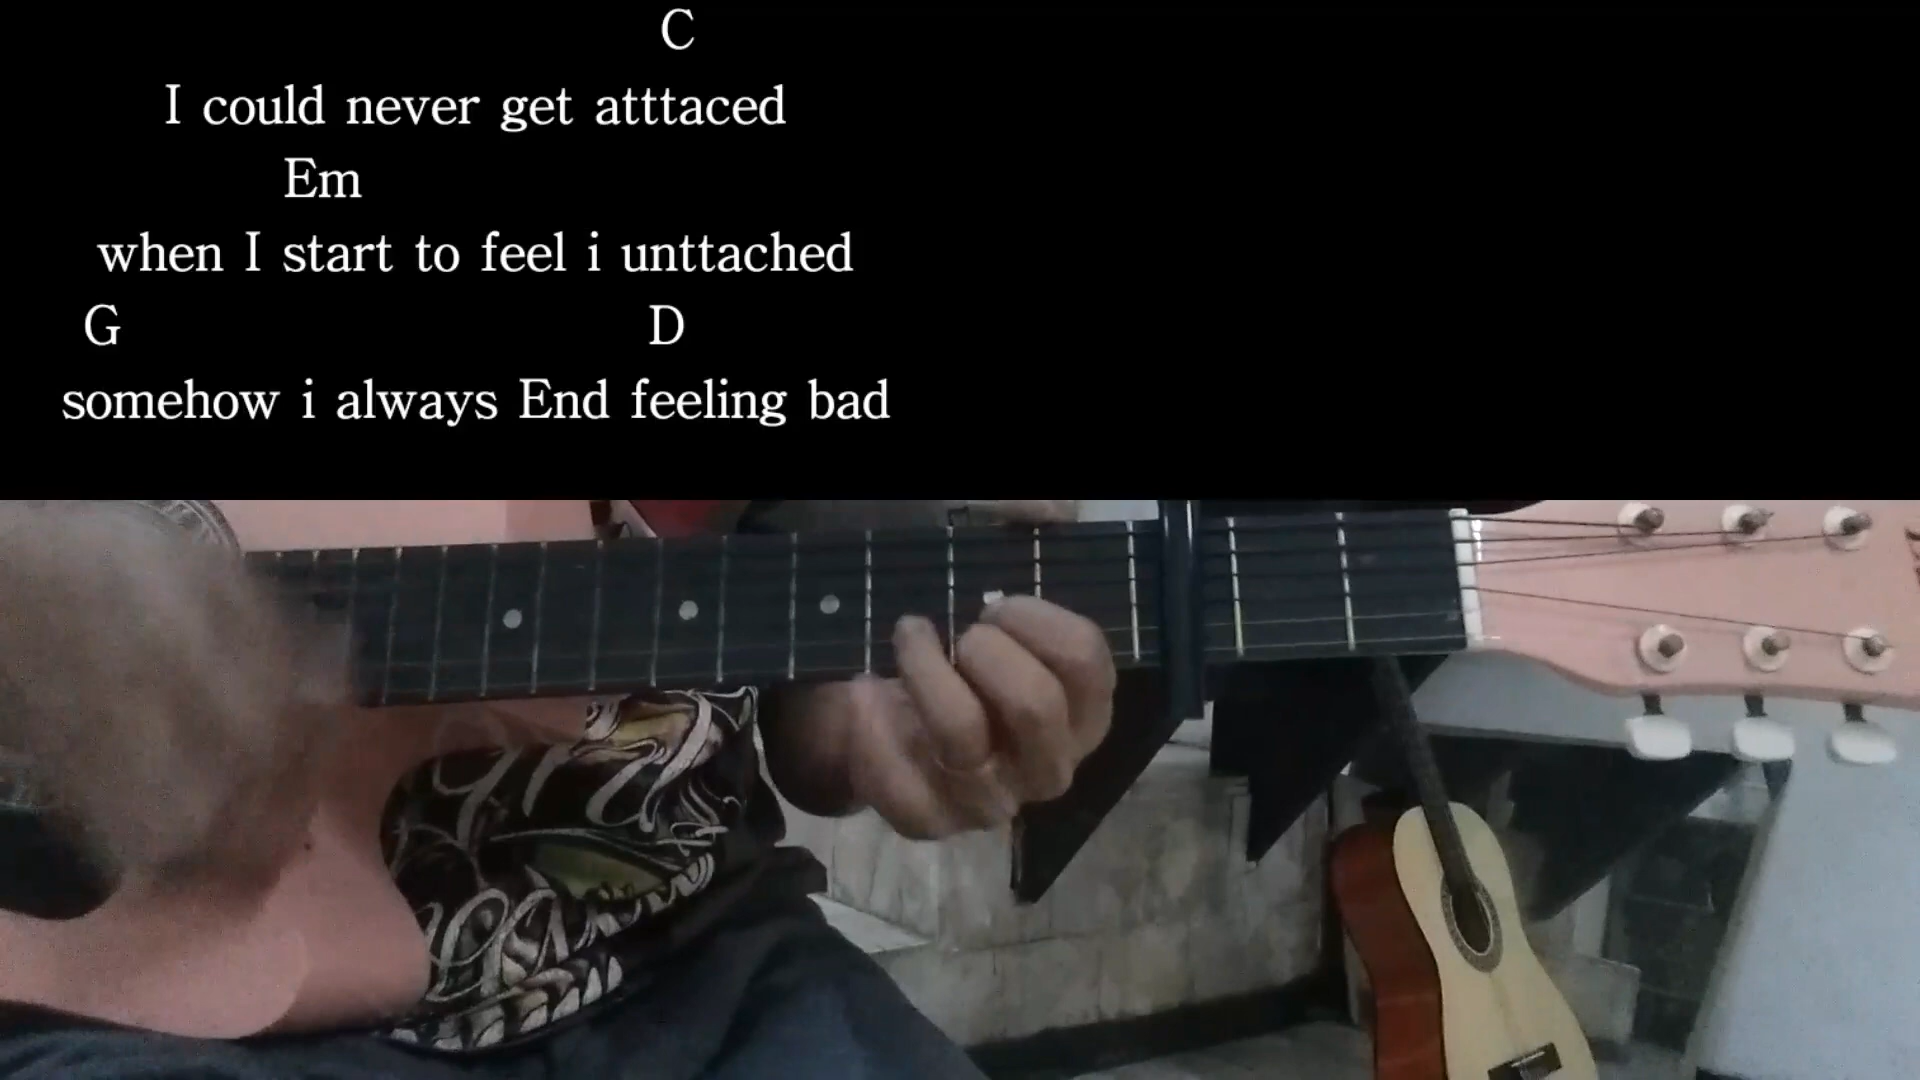 C
I could never get atttaced
Em
when I start to feel i unttached
G D
somehow i always End feeling bad